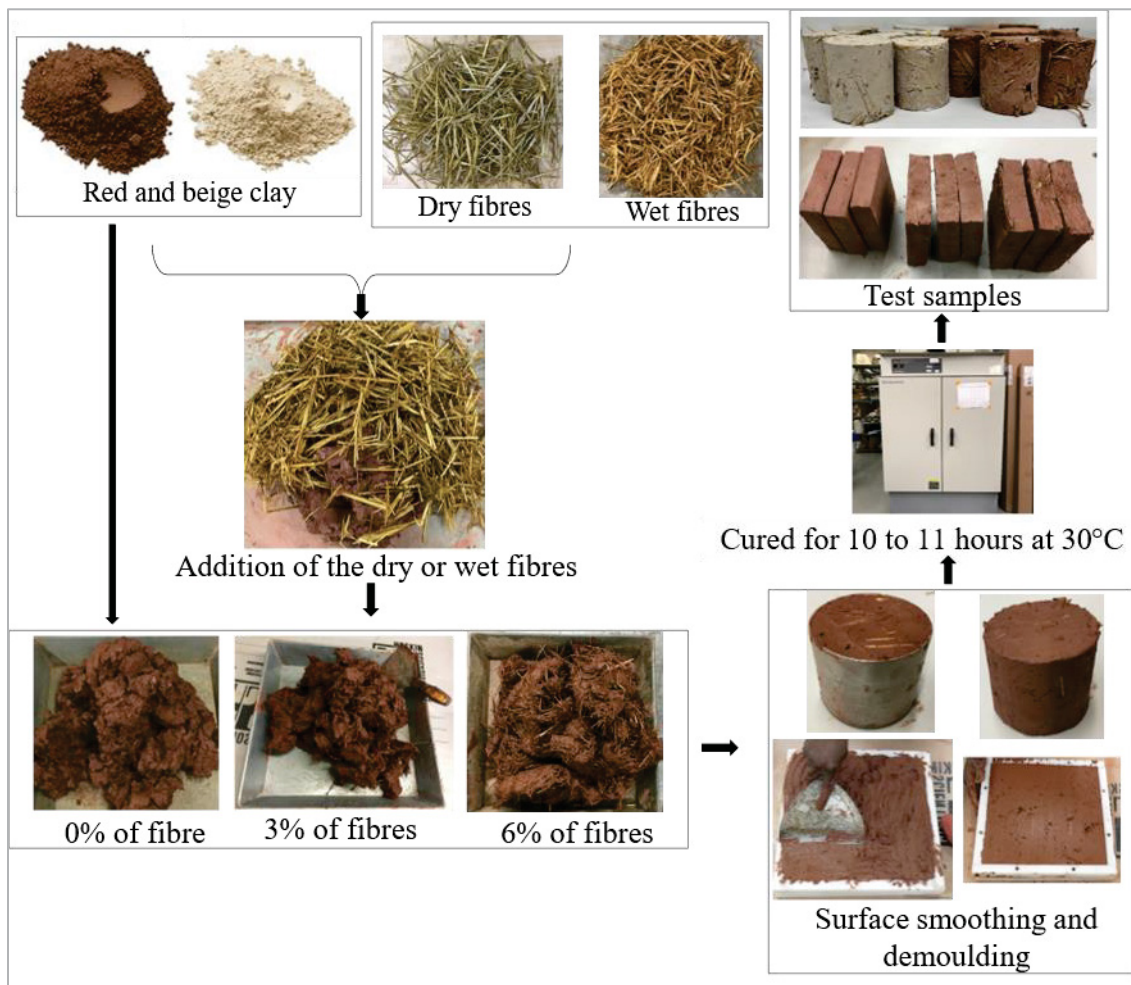 Red and beige clay
Dry fibres
Wet fibres
Test samples
Addition of the dry or wet fibres
Cured for 10 to 11 hours at 30°C
0% of fibre
3% of fibres
6% of fibres
Surface smoothing and
demoulding